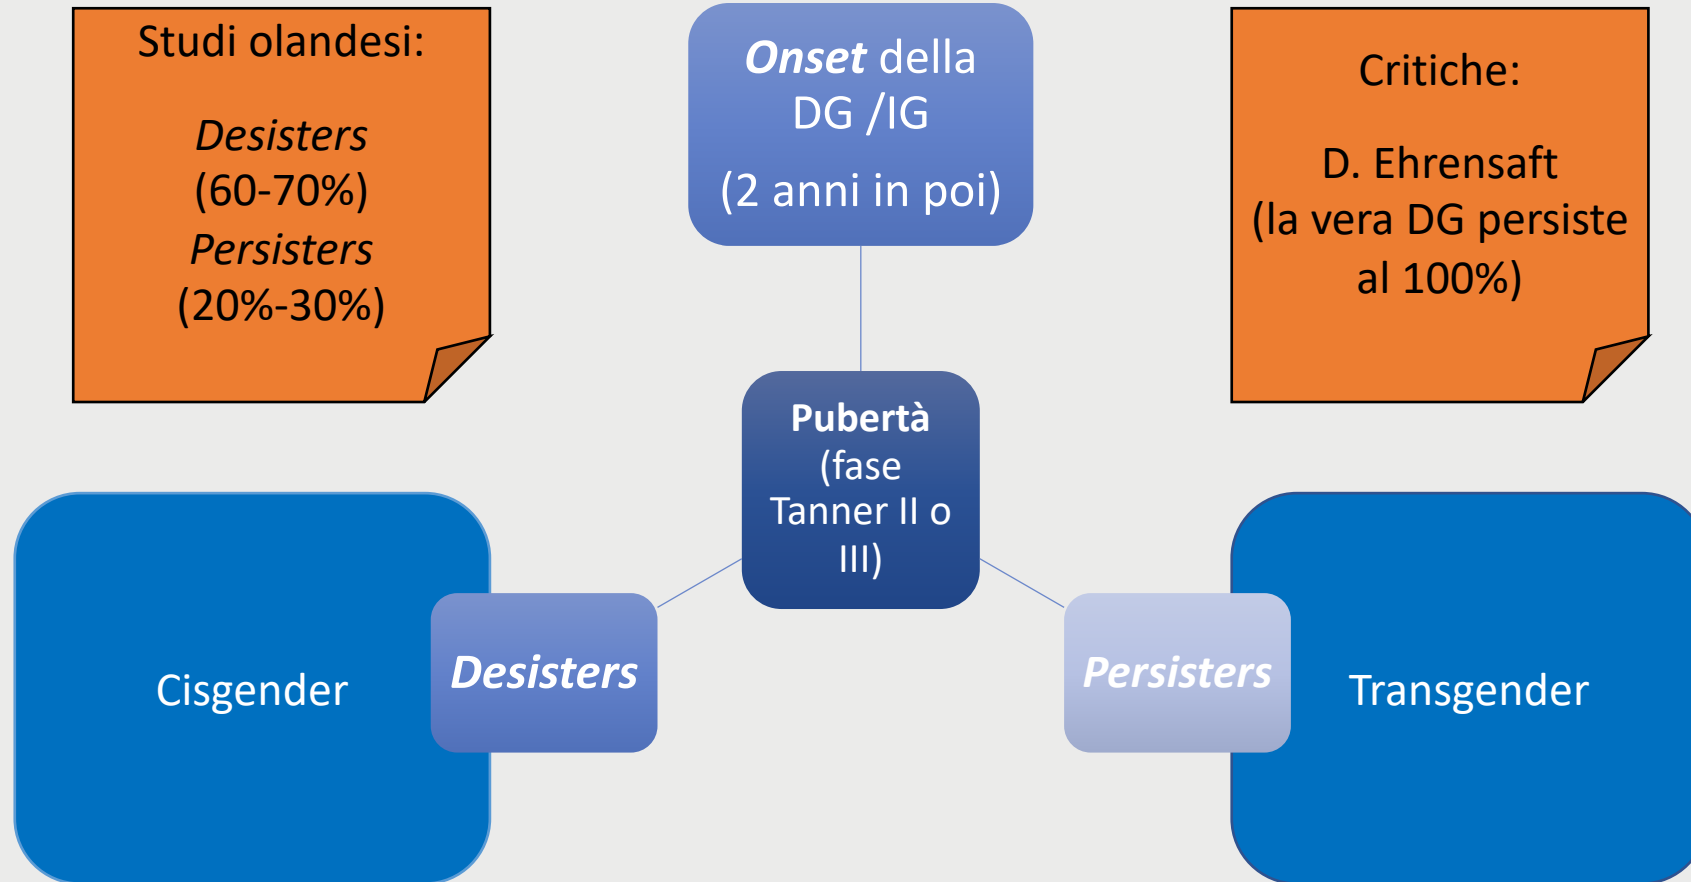 Studi olandesi:
Desisters
(60-70%)
Persisters
(20%-30%)
Onset della
DG /IG
(2 anni in poi)
Critiche:
D. Ehrensaft
(la vera DG persiste
al 100%)
Pubertà
(fase
Tanner II o
III)
Cisgender
Desisters
Persisters
Transgender